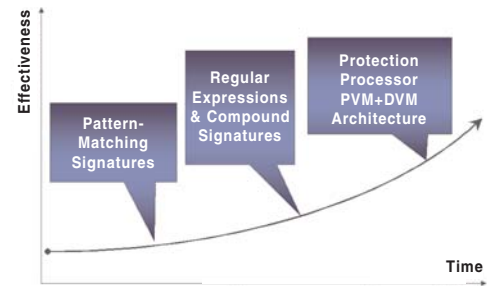 Effectiveness
Pattern-
Matching
Signatures
Regular
Expressions
& Compound
Signatures
Protection
Processor
PVM+DVM
Architecture
Time